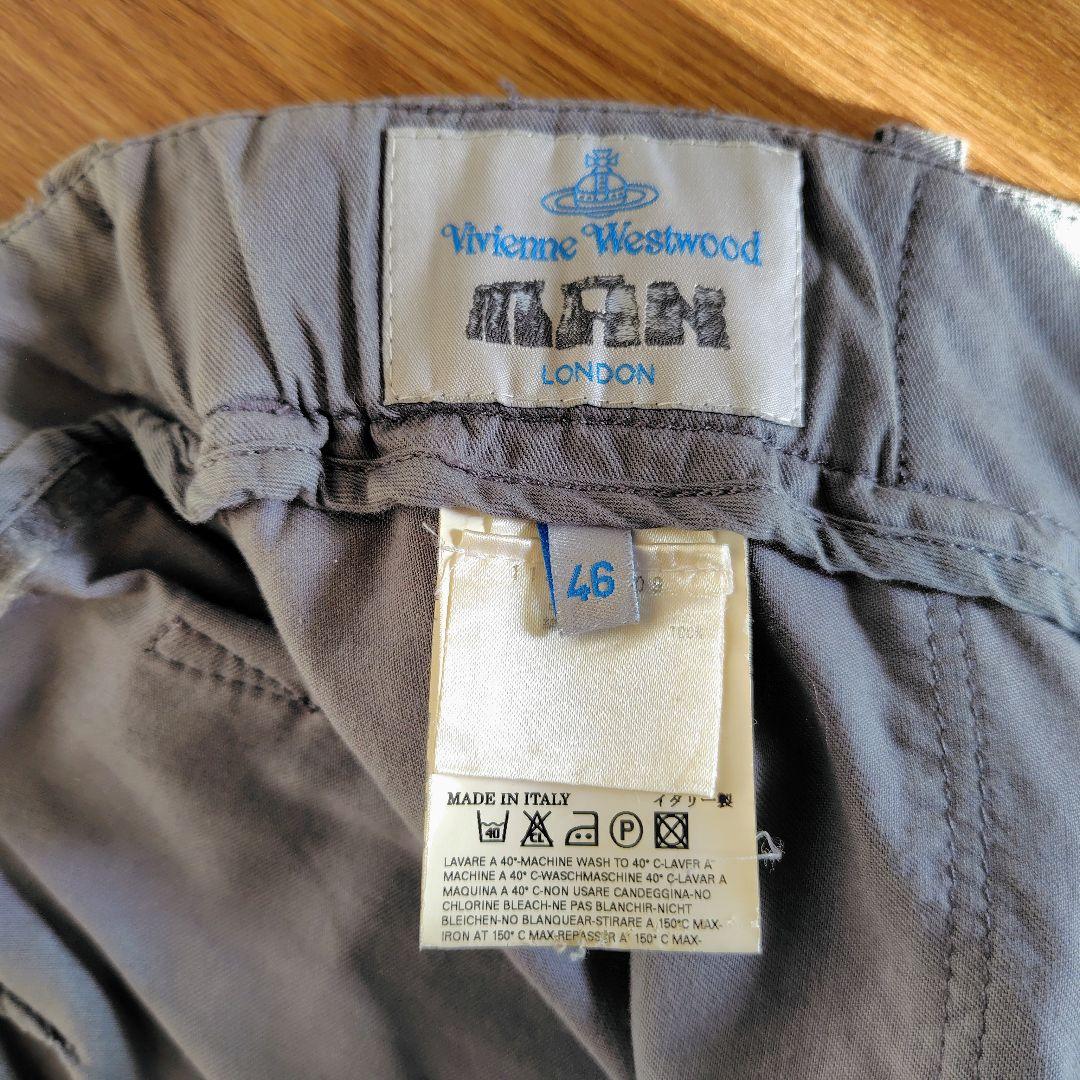 Vivienne Westwood
MAN
LONDON
46
100%
MADE IN ITALY イタリー製
40 CL P
LAVARE A 40°-MACHINE WASH TO 40° C-LAVER A
MACHINE A 40° C-WASCHMASCHINE 40° C-LAVAR A
MAQUINA A 40° C-NON USARE CANDEGGINA-NO
CHLORINE BLEACH-NE PAS BLANCHIR-NICHT
BLEICHEN-NO BLANQUEAR-STIRARE A 150°C MAX-
IRON AT 150° C MAX-REPASSER A 150° C MAX-